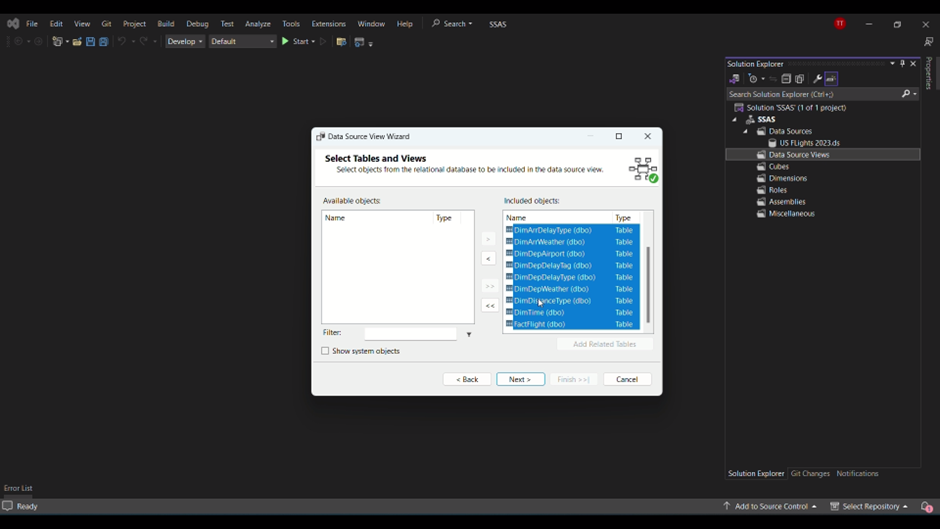 File Edit View Git Project Build Debug Test Analyze Tools Extensions Window Help Search SSAS TT
Develop Default Start
Solution Explorer
Properties
Search Solution Explorer (Ctrl+;)
Solution 'SSAS' (1 of 1 project)
SSAS
Data Sources
US FLights 2023.ds
Data Source Views
Cubes
Dimensions
Roles
Assemblies
Miscellaneous
Data Source View Wizard
Select Tables and Views
Select objects from the relational database to be included in the data source view.
Available objects: Included objects:
Name Type Name Type
DimArrDelayType (dbo) Table
DimArrWeather (dbo) Table
DimDepAirport (dbo) Table
DimDepDelayTag (dbo) Table
DimDepDelayType (dbo) Table
DimDepWeather (dbo) Table
DimDistanceType (dbo) Table
DimTime (dbo) Table
FactFlight (dbo) Table
>
<
>>
<<
Filter:
Add Related Tables
Show system objects
< Back Next > Finish >>| Cancel
Solution Explorer Git Changes Notifications
Error List
Ready Add to Source Control Select Repository 1